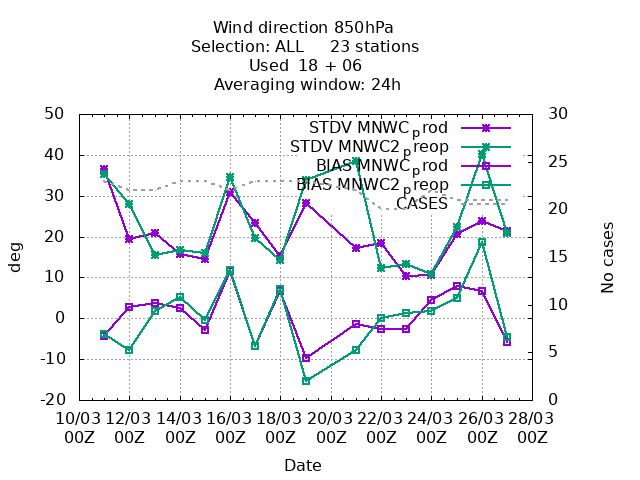 Wind direction 850hPa
Selection: ALL 23 stations
Used 18 + 06
Averaging window: 24h
STDV MNWC_prod
STDV MNWC2_preop
BIAS MNWC_prod
BIAS MNWC2_preop
CASES
50
40
30
20
10
0
-10
-20
deg
30
25
20
15
10
5
0
No cases
10/03 12/03 14/03 16/03 18/03 20/03 22/03 24/03 26/03 28/03
00Z 00Z 00Z 00Z 00Z 00Z 00Z 00Z 00Z 00Z
Date